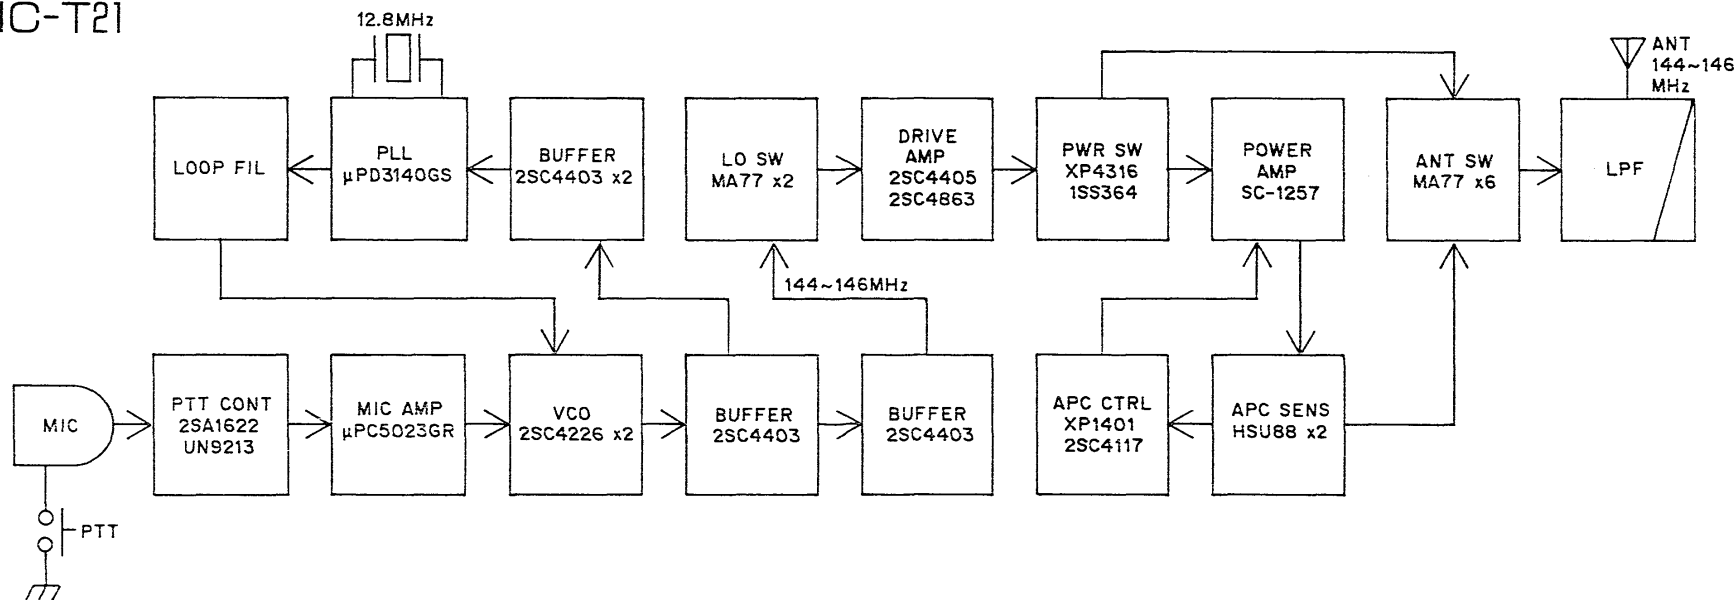 IC-T21
12.8MHz
ANT
144~146
MHz
LOOP FIL
PLL
µPD3140GS
BUFFER
2SC4403 x2
LO SW
MA77 x2
DRIVE
AMP
2SC4405
2SC4863
PWR SW
XP4316
1SS364
POWER
AMP
SC-1257
ANT SW
MA77 x6
LPF
144~146MHz
MIC
PTT CONT
2SA1622
UN9213
MIC AMP
µPC5023GR
VCO
2SC4226 x2
BUFFER
2SC4403
BUFFER
2SC4403
APC CTRL
XP1401
2SC4117
APC SENS
HSU88 x2
PTT